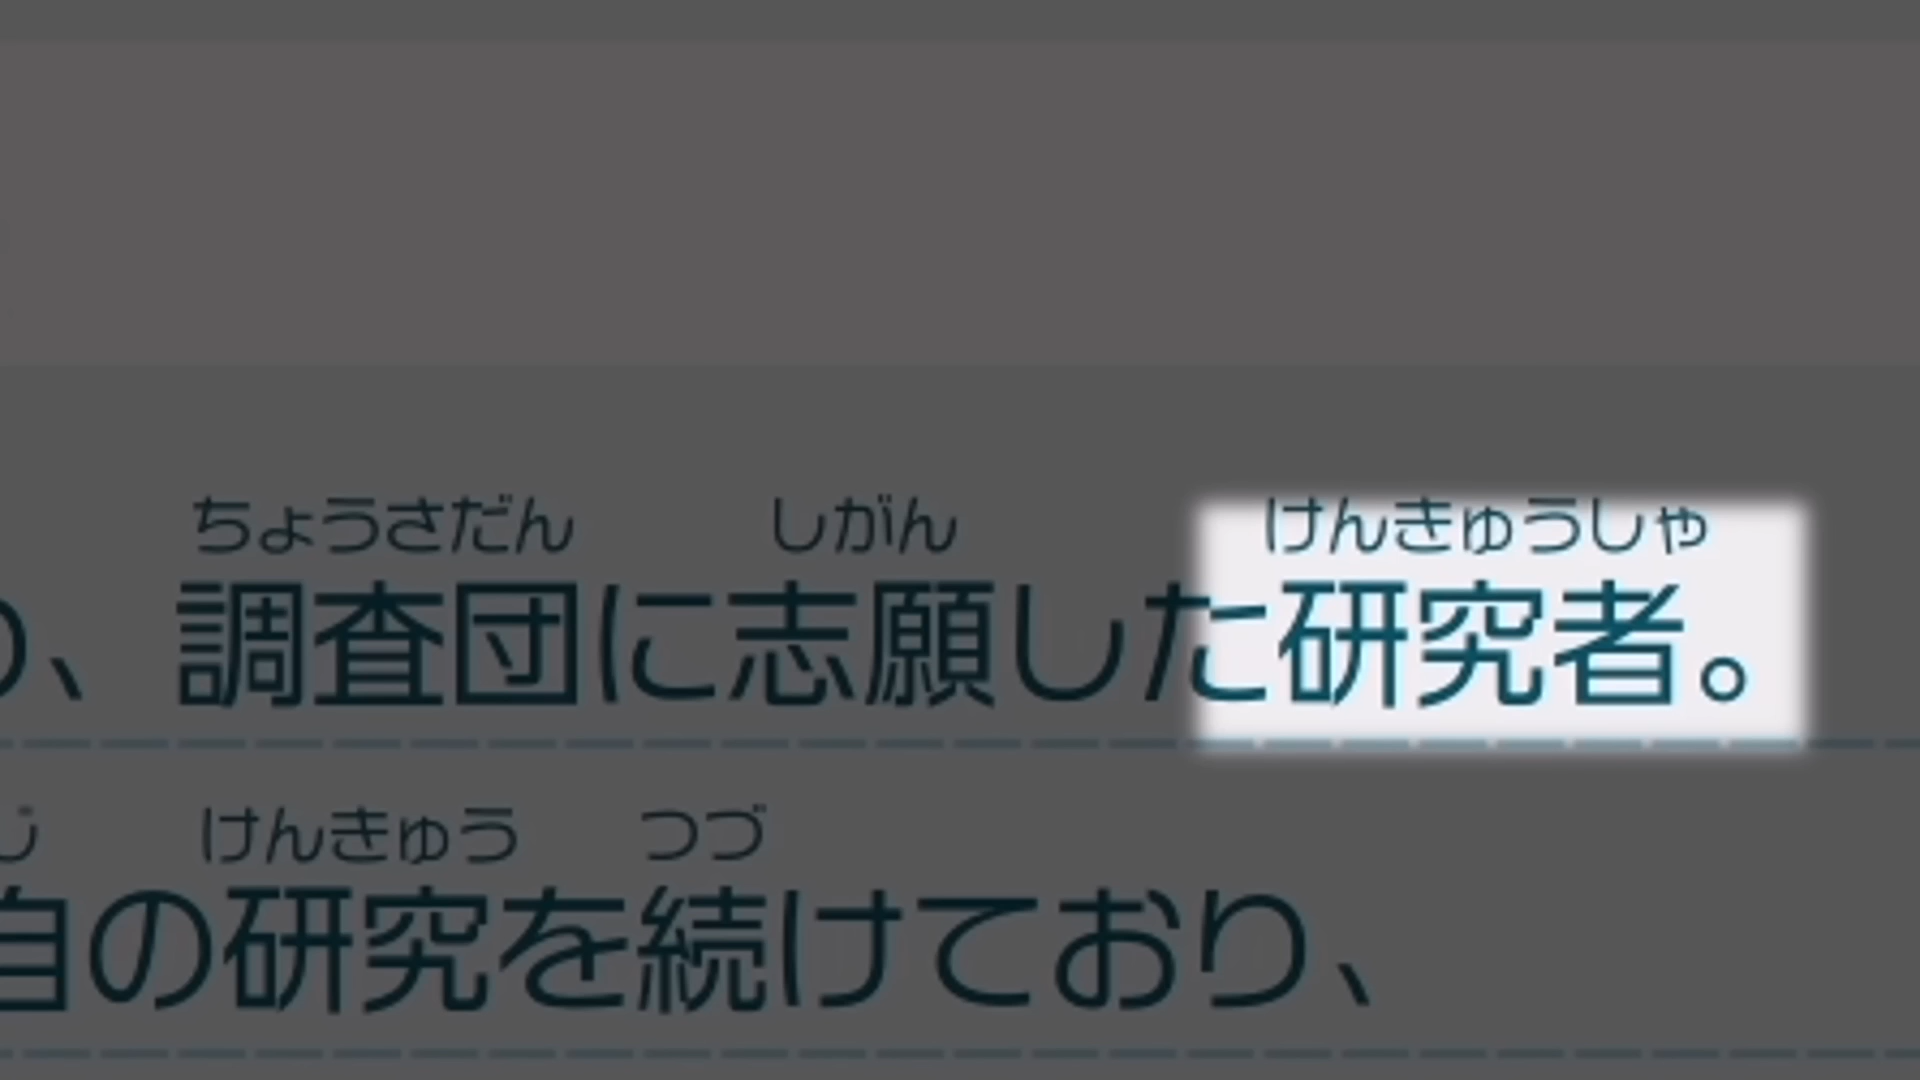 ちょうさだん しがん けんきゅうしゃ
、調査団に志願した研究者。
けんきゅう つづ
自の研究を続けており、